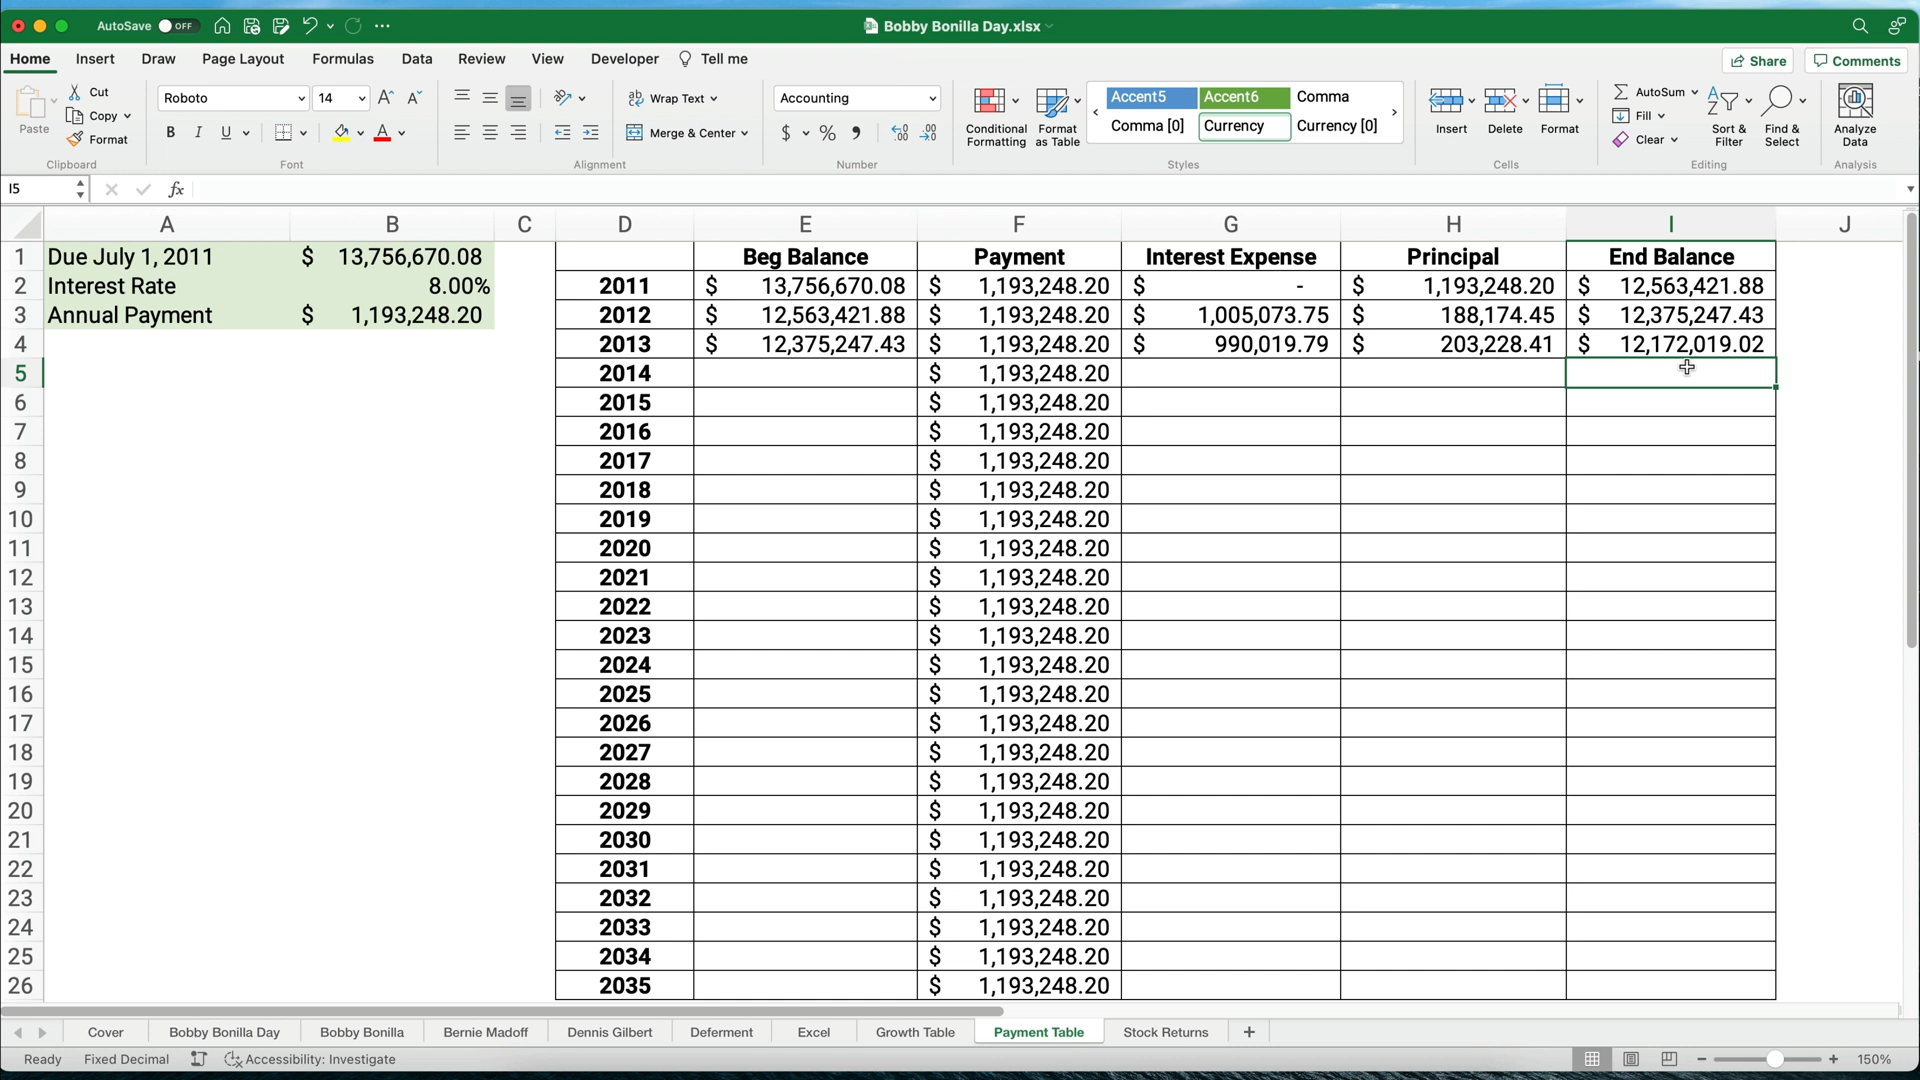 AutoSave OFF Bobby Bonilla Day.xlsx
Home Insert Draw Page Layout Formulas Data Review View Developer Tell me Share Comments
Paste Cut Copy Format Clipboard
Roboto 14 B I U Font
Wrap Text Merge & Center Alignment
Accounting $ % Number
Conditional Formatting Format as Table
Accent5 Accent6 Comma
Comma [0] Currency Currency [0]
Styles
Insert Delete Format Cells
AutoSum Fill Clear Sort & Filter Find & Select Editing
Analyze Data Analysis
I5 fx
A B C D E F G H I J
1 Due July 1, 2011 $ 13,756,670.08 Beg Balance Payment Interest Expense Principal End Balance
2 Interest Rate 8.00% 2011 $ 13,756,670.08 $ 1,193,248.20 $ - $ 1,193,248.20 $ 12,563,421.88
3 Annual Payment $ 1,193,248.20 2012 $ 12,563,421.88 $ 1,193,248.20 $ 1,005,073.75 $ 188,174.45 $ 12,375,247.43
4 2013 $ 12,375,247.43 $ 1,193,248.20 $ 990,019.79 $ 203,228.41 $ 12,172,019.02
5 2014 $ 1,193,248.20
6 2015 $ 1,193,248.20
7 2016 $ 1,193,248.20
8 2017 $ 1,193,248.20
9 2018 $ 1,193,248.20
10 2019 $ 1,193,248.20
11 2020 $ 1,193,248.20
12 2021 $ 1,193,248.20
13 2022 $ 1,193,248.20
14 2023 $ 1,193,248.20
15 2024 $ 1,193,248.20
16 2025 $ 1,193,248.20
17 2026 $ 1,193,248.20
18 2027 $ 1,193,248.20
19 2028 $ 1,193,248.20
20 2029 $ 1,193,248.20
21 2030 $ 1,193,248.20
22 2031 $ 1,193,248.20
23 2032 $ 1,193,248.20
24 2033 $ 1,193,248.20
25 2034 $ 1,193,248.20
26 2035 $ 1,193,248.20
Cover Bobby Bonilla Day Bobby Bonilla Bernie Madoff Dennis Gilbert Deferment Excel Growth Table Payment Table Stock Returns +
Ready Fixed Decimal Accessibility: Investigate 150%